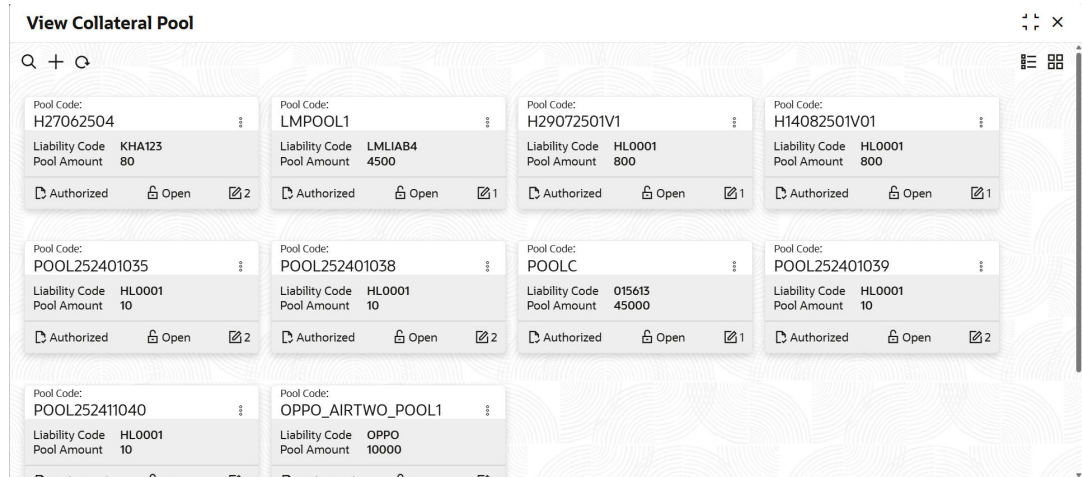 View Collateral Pool
Pool Code:
H27062504
Liability Code KHA123
Pool Amount 80
Authorized Open 2
Pool Code:
LMPOOL1
Liability Code LMLIAB4
Pool Amount 4500
Authorized Open 1
Pool Code:
H29072501V1
Liability Code HL0001
Pool Amount 800
Authorized Open 1
Pool Code:
H14082501V01
Liability Code HL0001
Pool Amount 800
Authorized Open 1
Pool Code:
POOL252401035
Liability Code HL0001
Pool Amount 10
Authorized Open 2
Pool Code:
POOL252401038
Liability Code HL0001
Pool Amount 10
Authorized Open 2
Pool Code:
POOLC
Liability Code 015613
Pool Amount 45000
Authorized Open 1
Pool Code:
POOL252401039
Liability Code HL0001
Pool Amount 10
Authorized Open 2
Pool Code:
POOL252411040
Liability Code HL0001
Pool Amount 10
Pool Code:
OPPO_AIRTWO_POOL1
Liability Code OPPO
Pool Amount 10000